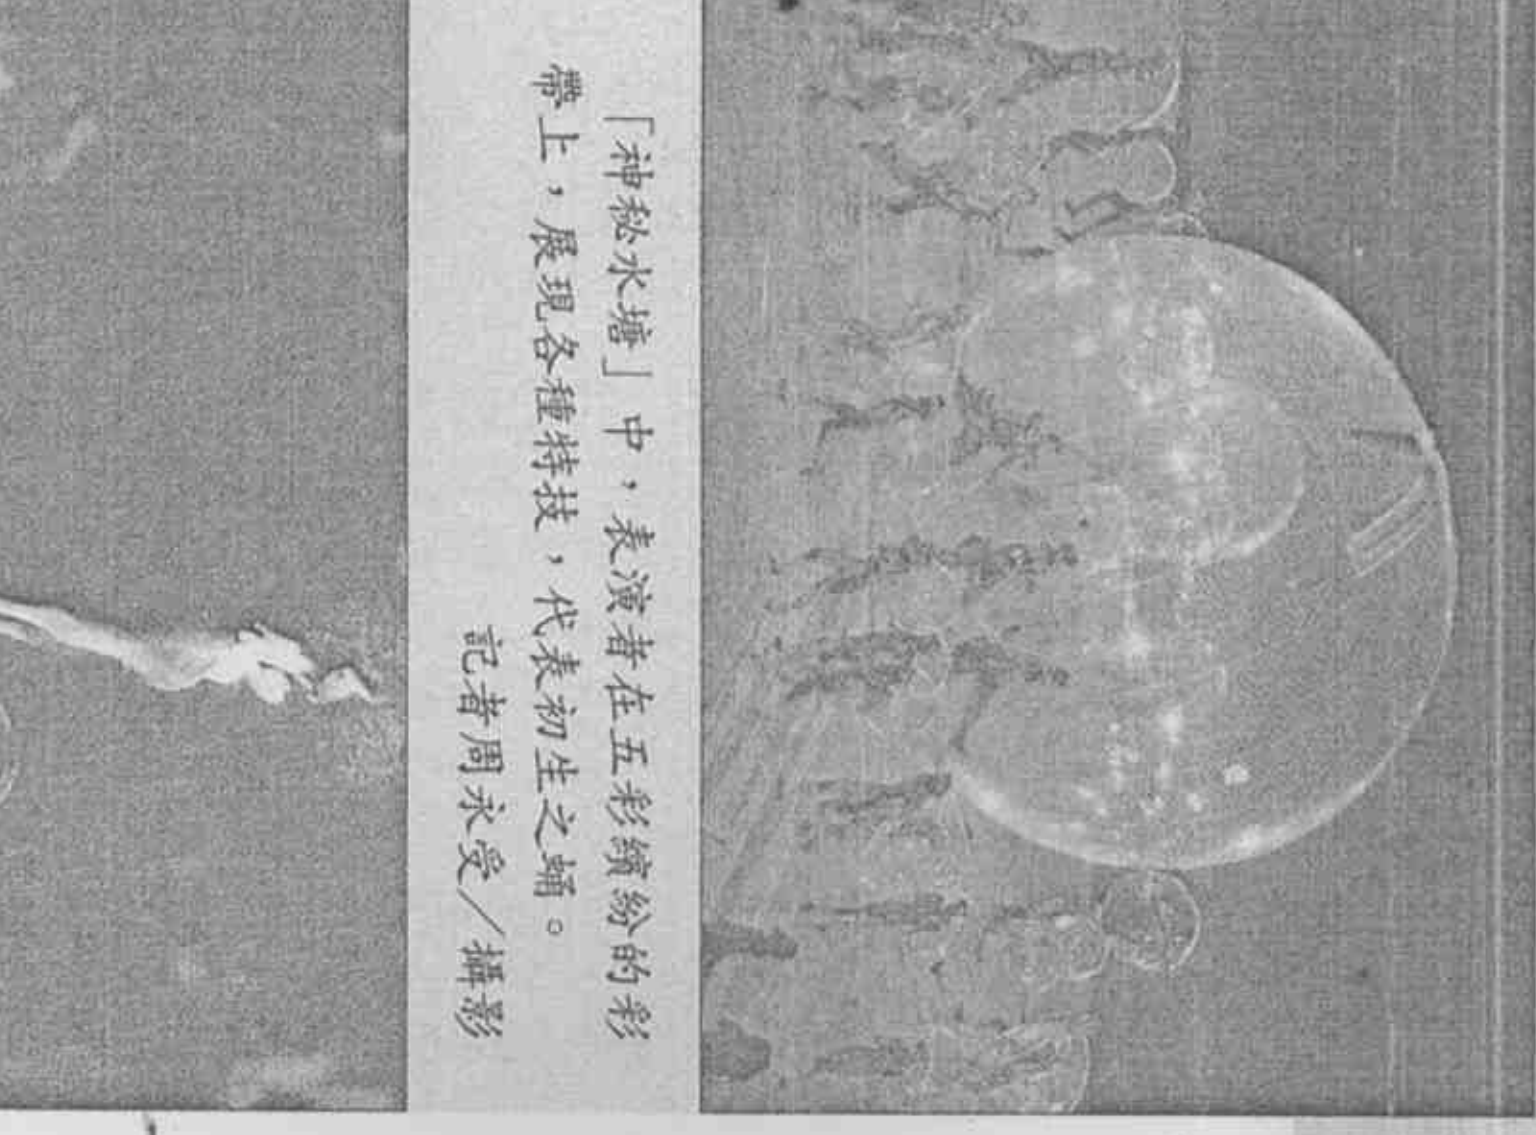 「神秘水塘」中，表演者在五彩繽紛的彩
帶上，展現各種特技，代表初生之蛹。
記者周永受／攝影